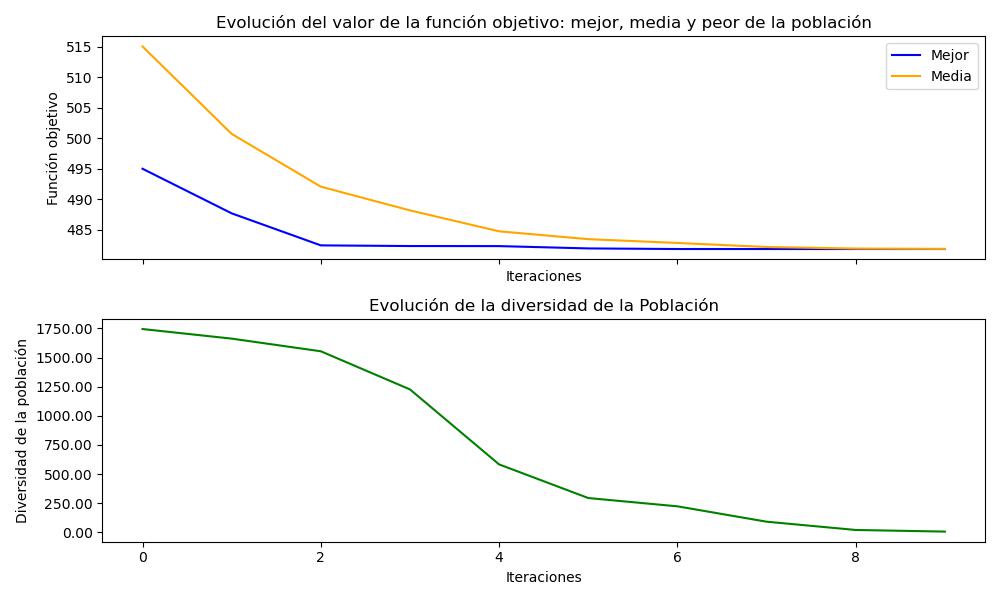 Evolución del valor de la función objetivo: mejor, media y peor de la población
Mejor
Media
Función objetivo
515
510
505
500
495
490
485
Iteraciones
Evolución de la diversidad de la Población
Diversidad de la población
1750.00
1500.00
1250.00
1000.00
750.00
500.00
250.00
0.00
0 2 4 6 8
Iteraciones